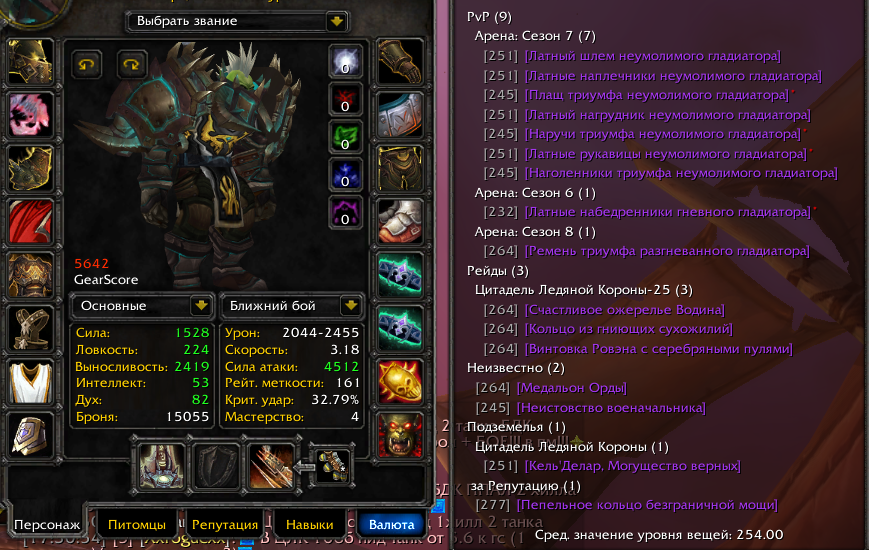 Выбрать звание
0
0
0
0
0
5642
GearScore
Основные
Ближний бой
Сила: 1528
Ловкость: 224
Выносливость: 2419
Интеллект: 53
Дух: 82
Броня: 15055
Урон: 2044-2455
Скорость: 3.18
Сила атаки: 4512
Рейт. меткости: 161
Крит. удар: 32.79%
Мастерство: 4
Персонаж
Питомцы
Репутация
Навыки
Валюта
PvP (9)
Арена: Сезон 7 (7)
[251] [Латный шлем неумолимого гладиатора]
[251] [Латные наплечники неумолимого гладиатора]
[245] [Плащ триумфа неумолимого гладиатора]*
[251] [Латный нагрудник неумолимого гладиатора]
[245] [Наручи триумфа неумолимого гладиатора]*
[251] [Латные рукавицы неумолимого гладиатора]*
[245] [Наголенники триумфа неумолимого гладиатора]
Арена: Сезон 6 (1)
[232] [Латные набедренники гневного гладиатора]*
Арена: Сезон 8 (1)
[264] [Ремень триумфа разгневанного гладиатора]
Рейды (3)
Цитадель Ледяной Короны-25 (3)
[264] [Счастливое ожерелье Водина]
[264] [Кольцо из гниющих сухожилий]
[264] [Винтовка Ровэна с серебряными пулями]
Неизвестно (2)
[264] [Медальон Орды]
[245] [Неистовство военачальника]
Подземелья (1)
Цитадель Ледяной Короны (1)
[251] [Кель'Делар, Могущество верных]
за Репутацию (1)
[277] [Пепельное кольцо безграничной мощи]
Сред. значение уровня вещей: 254.00